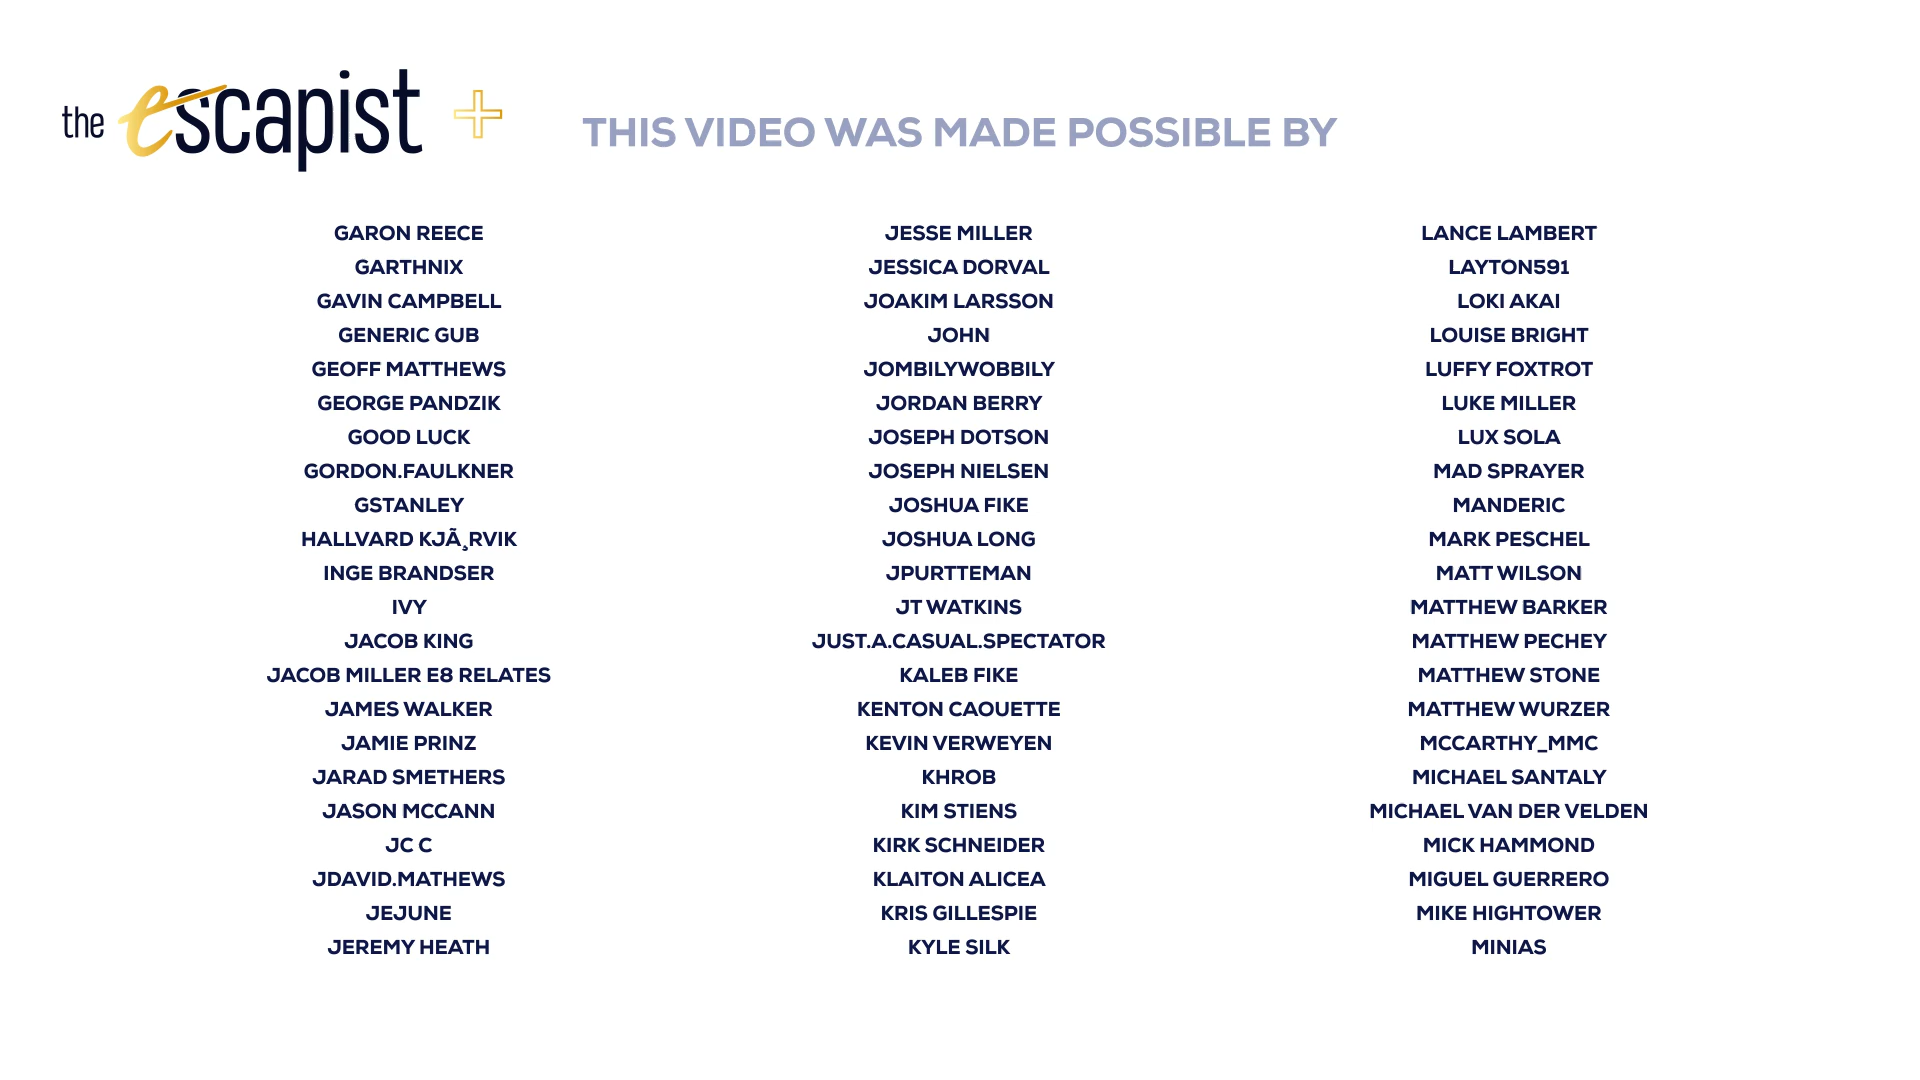 the escapist +
THIS VIDEO WAS MADE POSSIBLE BY
GARON REECE
GARTHNIX
GAVIN CAMPBELL
GENERIC GUB
GEOFF MATTHEWS
GEORGE PANDZIK
GOOD LUCK
GORDON.FAULKNER
GSTANLEY
HALLVARD KJÃ¸RVIK
INGE BRANDSER
IVY
JACOB KING
JACOB MILLER E8 RELATES
JAMES WALKER
JAMIE PRINZ
JARAD SMETHERS
JASON MCCANN
JC C
JDAVID.MATHEWS
JEJUNE
JEREMY HEATH
JESSE MILLER
JESSICA DORVAL
JOAKIM LARSSON
JOHN
JOMBILYWOBBILY
JORDAN BERRY
JOSEPH DOTSON
JOSEPH NIELSEN
JOSHUA FIKE
JOSHUA LONG
JPURTTEMAN
JT WATKINS
JUST.A.CASUAL.SPECTATOR
KALEB FIKE
KENTON CAOUETTE
KEVIN VERWEYEN
KHROB
KIM STIENS
KIRK SCHNEIDER
KLAITON ALICEA
KRIS GILLESPIE
KYLE SILK
LANCE LAMBERT
LAYTON591
LOKI AKAI
LOUISE BRIGHT
LUFFY FOXTROT
LUKE MILLER
LUX SOLA
MAD SPRAYER
MANDERIC
MARK PESCHEL
MATT WILSON
MATTHEW BARKER
MATTHEW PECHEY
MATTHEW STONE
MATTHEW WURZER
MCCARTHY_MMC
MICHAEL SANTALY
MICHAEL VAN DER VELDEN
MICK HAMMOND
MIGUEL GUERRERO
MIKE HIGHTOWER
MINIAS